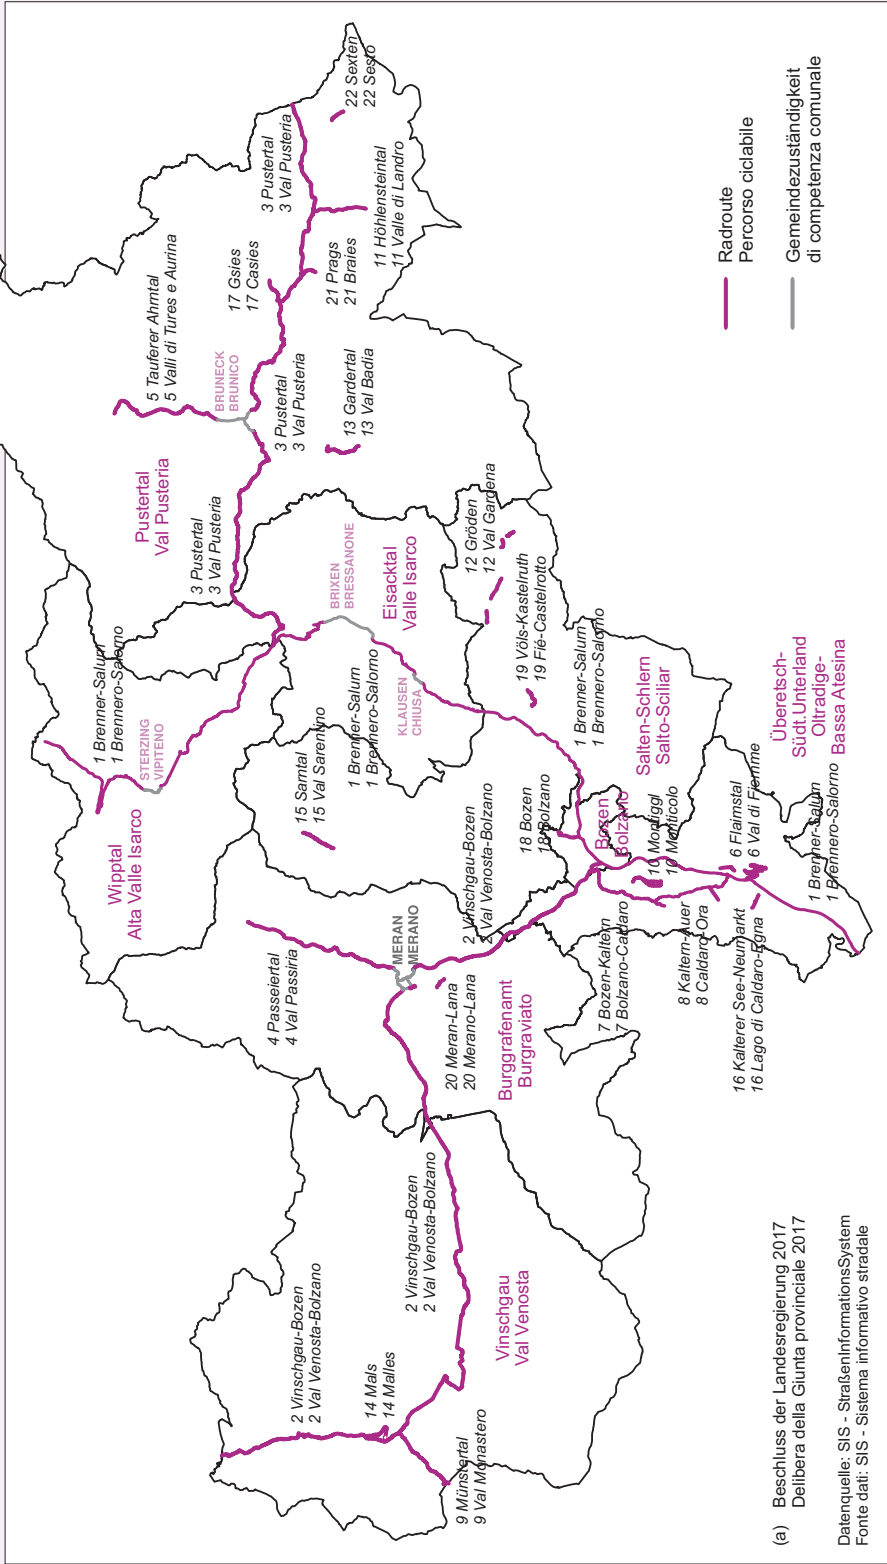 22 Sexten
22 Sesto
3 Pustertal
3 Val Pusteria
11 Höhlensteintal
11 Valle di Landro
17 Gsies
17 Casies
21 Prags
21 Braies
5 Tauferer Ahrntal
5 Valli di Tures e Aurina
BRUNECK
BRUNICO
3 Pustertal
3 Val Pusteria
13 Gardertal
13 Val Badia
Pustertal
Val Pusteria
3 Pustertal
3 Val Pusteria
12 Gröden
12 Val Gardena
BRIXEN
BRESSANONE
Eisacktal
Valle Isarco
19 Völs-Kastelruth
19 Fié-Castelrotto
1 Brenner-Salurn
1 Brennero-Salorno
STERZING
VIPITENO
1 Brenner-Salurn
1 Brennero-Salorno
KLAUSEN
CHIUSA
1 Brenner-Salurn
1 Brennero-Salorno
Salten-Schlern
Salto-Sciliar
Überetsch-
Südt.Unterland
Oltradige-
Bassa Atesina
15 Sarntal
15 Val Sarentino
Wipptal
Alta Valle Isarco
18 Bozen
18 Bolzano
Bozen
Bolzano
10 Montiggl
10 Monticolo
6 Flaimstal
6 Val di Fiemme
1 Brenner-Salurn
1 Brennero-Salorno
2 Vinschgau-Bozen
2 Val Venosta-Bolzano
MERAN
MERANO
4 Passeiertal
4 Val Passiria
7 Bozen-Kaltern
7 Bolzano-Caldaro
8 Kaltern-Auer
8 Caldaro-Ora
16 Kalterer See-Neumarkt
16 Lago di Caldaro-Egna
20 Meran-Lana
20 Merano-Lana
Burggrafenamt
Burgraviato
2 Vinschgau-Bozen
2 Val Venosta-Bolzano
2 Vinschgau-Bozen
2 Val Venosta-Bolzano
Vinschgau
Val Venosta
14 Mals
14 Malles
9 Münstertal
9 Val Monastero
Radroute
Percorso ciclabile
Gemeindezuständigkeit
di competenza comunale
(a) Beschluss der Landesregierung 2017
Delibera della Giunta provinciale 2017
Datenquelle: SIS - StraßenInformationsSystem
Fonte dati: SIS - Sistema informativo stradale